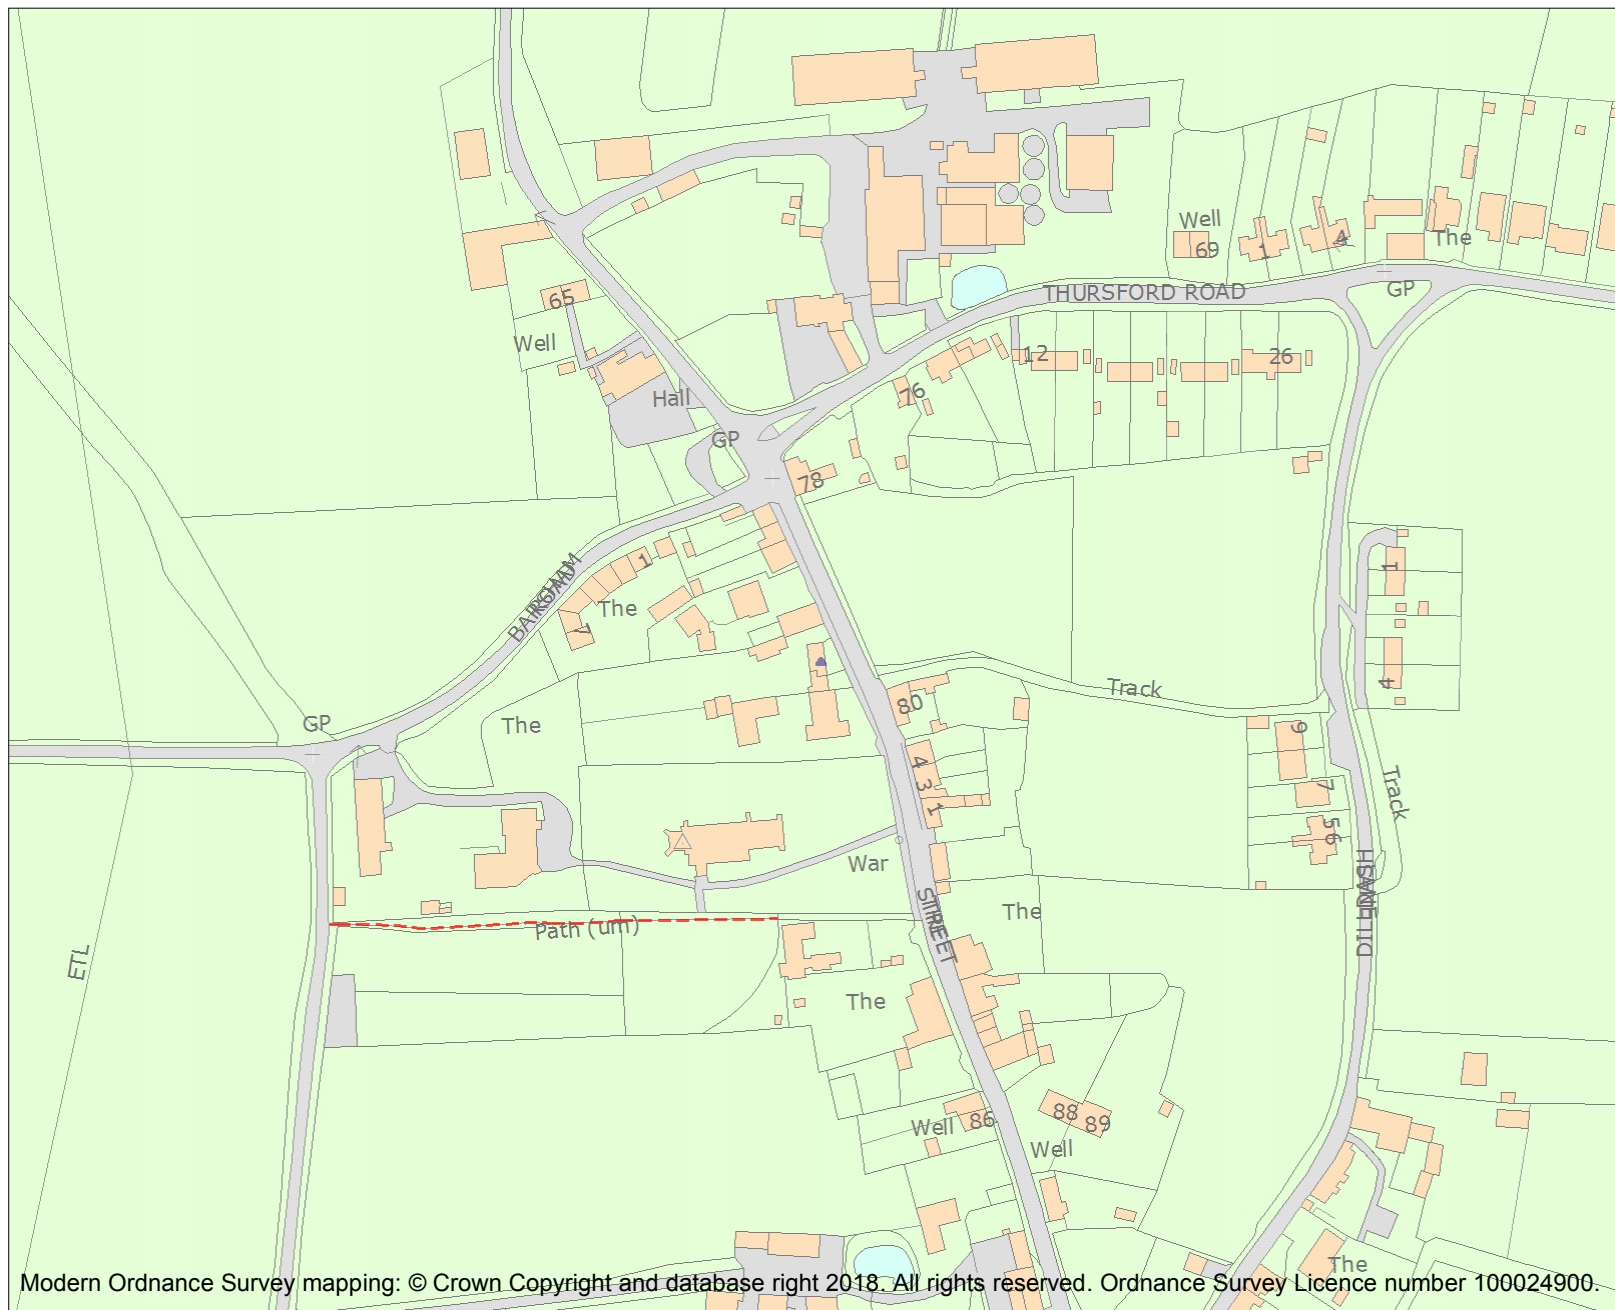 Well
69
1
4
The
THURSFORD ROAD
GP
65
Well
12
26
76
Hall
GP
78
1
1
The
7
4
Track
80
The
GP
9
4
3
1
7
Track
5
6
War
STREET
The
Path (um)
ETL
The
86
Well
88
89
Well
The
Modern Ordnance Survey mapping: © Crown Copyright and database right 2018. All rights reserved. Ordnance Survey Licence number 100024900.